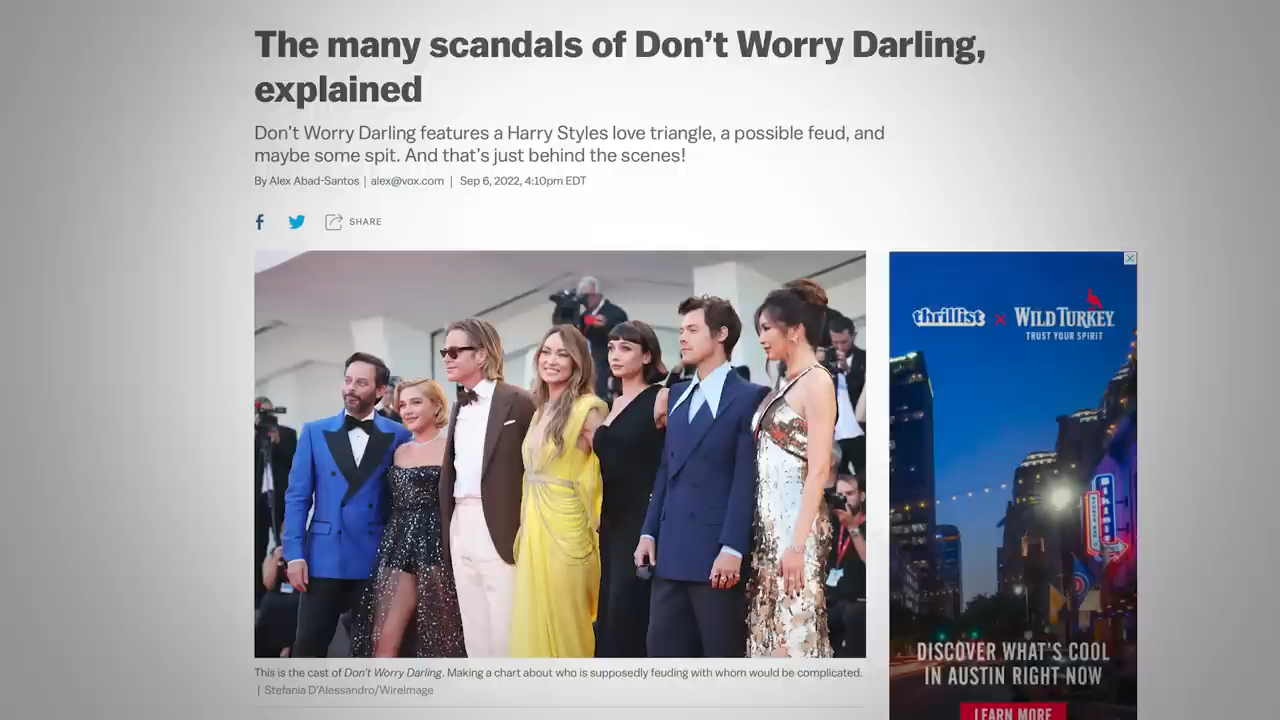 The many scandals of Don’t Worry Darling,
explained
Don’t Worry Darling features a Harry Styles love triangle, a possible feud, and
maybe some spit. And that’s just behind the scenes!
By Alex Abad-Santos | alex@vox.com | Sep 6, 2022, 4:10pm EDT
SHARE
thrillist × WILD TURKEY
TRUST YOUR SPIRIT
DISCOVER WHAT'S COOL
IN AUSTIN RIGHT NOW
LEARN MORE
This is the cast of Don’t Worry Darling. Making a chart about who is supposedly feuding with whom would be complicated.
| Stefania D’Alessandro/WireImage